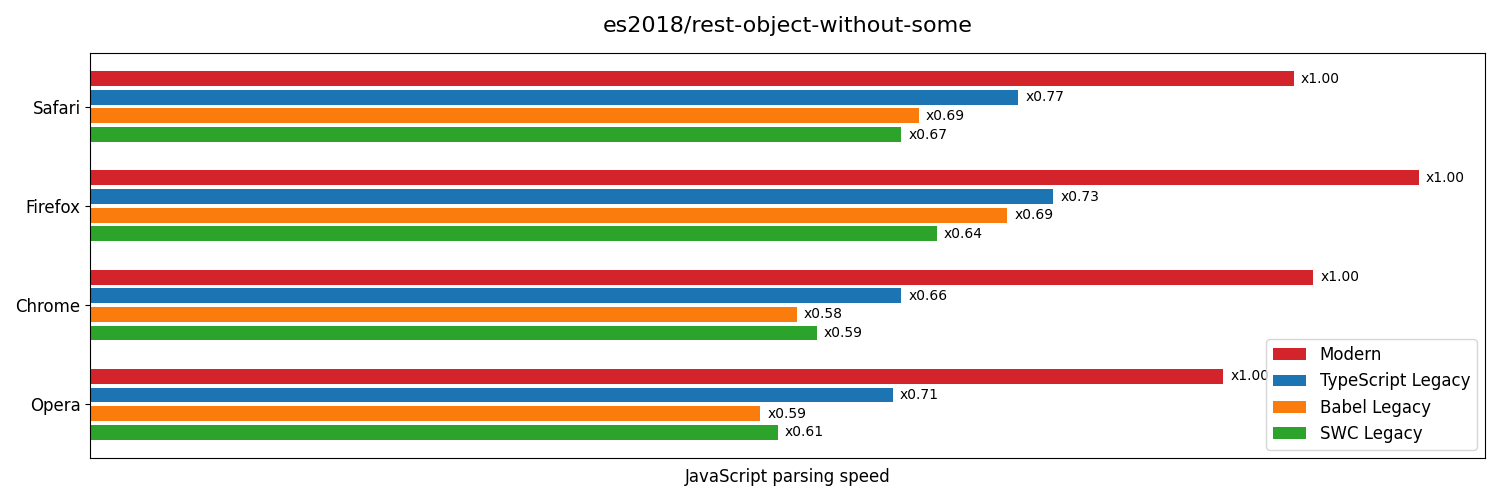 es2018/rest-object-without-some
Safari
x1.00
x0.77
x0.69
x0.67
Firefox
x1.00
x0.73
x0.69
x0.64
Chrome
x1.00
x0.66
x0.58
x0.59
Opera
x1.00
x0.71
x0.59
x0.61
Modern
TypeScript Legacy
Babel Legacy
SWC Legacy
JavaScript parsing speed